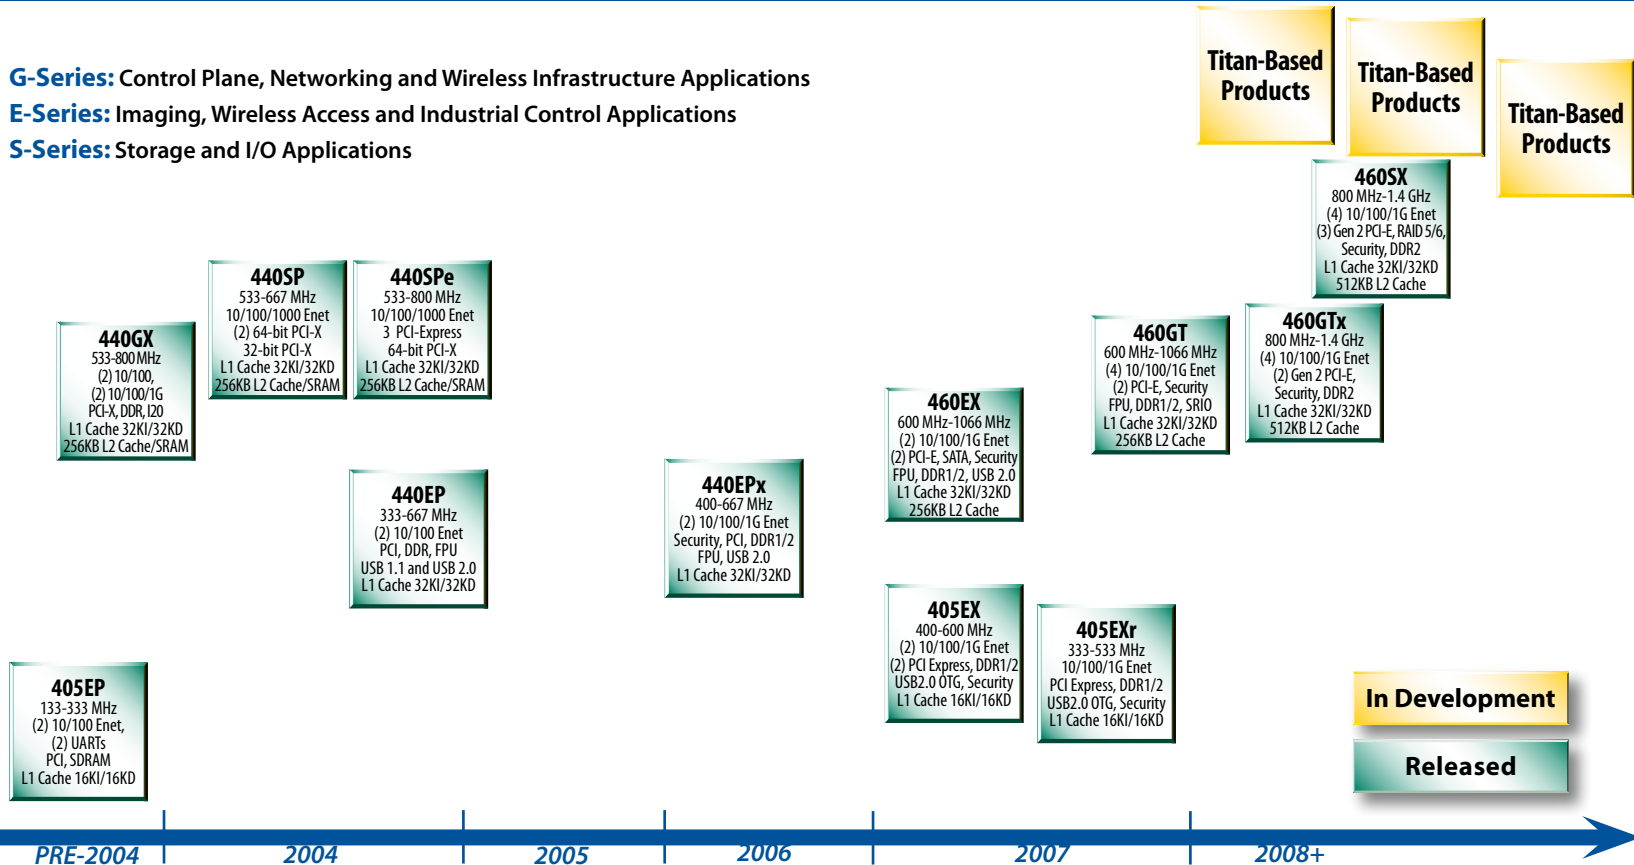 G-Series: Control Plane, Networking and Wireless Infrastructure Applications
E-Series: Imaging, Wireless Access and Industrial Control Applications
S-Series: Storage and I/O Applications
Titan-Based
Products
Titan-Based
Products
Titan-Based
Products
460SX
800 MHz-1.4 GHz
(4) 10/100/1G Enet
(3) Gen 2 PCI-E, RAID 5/6,
Security, DDR2
L1 Cache 32KI/32KD
512KB L2 Cache
440SP
533-667 MHz
10/100/1000 Enet
(2) 64-bit PCI-X
32-bit PCI-X
L1 Cache 32KI/32KD
256KB L2 Cache/SRAM
440SPe
533-800 MHz
10/100/1000 Enet
3 PCI-Express
64-bit PCI-X
L1 Cache 32KI/32KD
256KB L2 Cache/SRAM
440GX
533-800 MHz
(2) 10/100,
(2) 10/100/1G
PCI-X, DDR, I20
L1 Cache 32KI/32KD
256KB L2 Cache/SRAM
460GT
600 MHz-1066 MHz
(4) 10/100/1G Enet
(2) PCI-E, Security
FPU, DDR1/2, SRIO
L1 Cache 32KI/32KD
256KB L2 Cache
460GTx
800 MHz-1.4 GHz
(4) 10/100/1G Enet
(2) Gen 2 PCI-E,
Security, DDR2
L1 Cache 32KI/32KD
512KB L2 Cache
460EX
600 MHz-1066 MHz
(2) 10/100/1G Enet
(2) PCI-E, SATA, Security
FPU, DDR1/2, USB 2.0
L1 Cache 32KI/32KD
256KB L2 Cache
440EP
333-667 MHz
(2) 10/100 Enet
PCI, DDR, FPU
USB 1.1 and USB 2.0
L1 Cache 32KI/32KD
440EPx
400-667 MHz
(2) 10/100/1G Enet
Security, PCI, DDR1/2
FPU, USB 2.0
L1 Cache 32KI/32KD
405EX
400-600 MHz
(2) 10/100/1G Enet
(2) PCI Express, DDR1/2
USB2.0 OTG, Security
L1 Cache 16KI/16KD
405EXr
333-533 MHz
10/100/1G Enet
PCI Express, DDR1/2
USB2.0 OTG, Security
L1 Cache 16KI/16KD
405EP
133-333 MHz
(2) 10/100 Enet,
(2) UARTs
PCI, SDRAM
L1 Cache 16KI/16KD
In Development
Released
PRE-2004
2004
2005
2006
2007
2008+